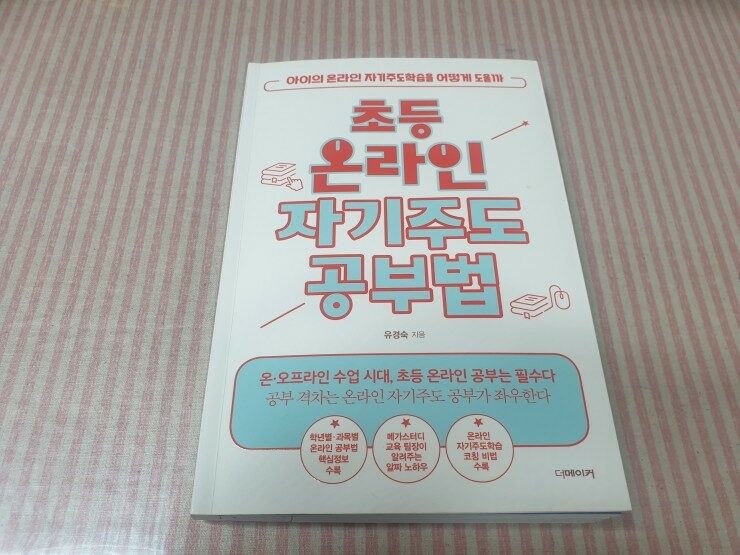 아이의 온라인 자기주도학습을 어떻게 도울까
초등
온라인
자기주도
공부법
유경숙 지음
온·오프라인 수업 시대, 초등 온라인 공부는 필수다
공부 격차는 온라인 자기주도 공부가 좌우한다
학년별·과목별
온라인 공부법
핵심정보
수록
메가스터디
교육 팀장이
알려주는
알짜 노하우
온라인
자기주도학습
코칭 비법
수록
더메이커